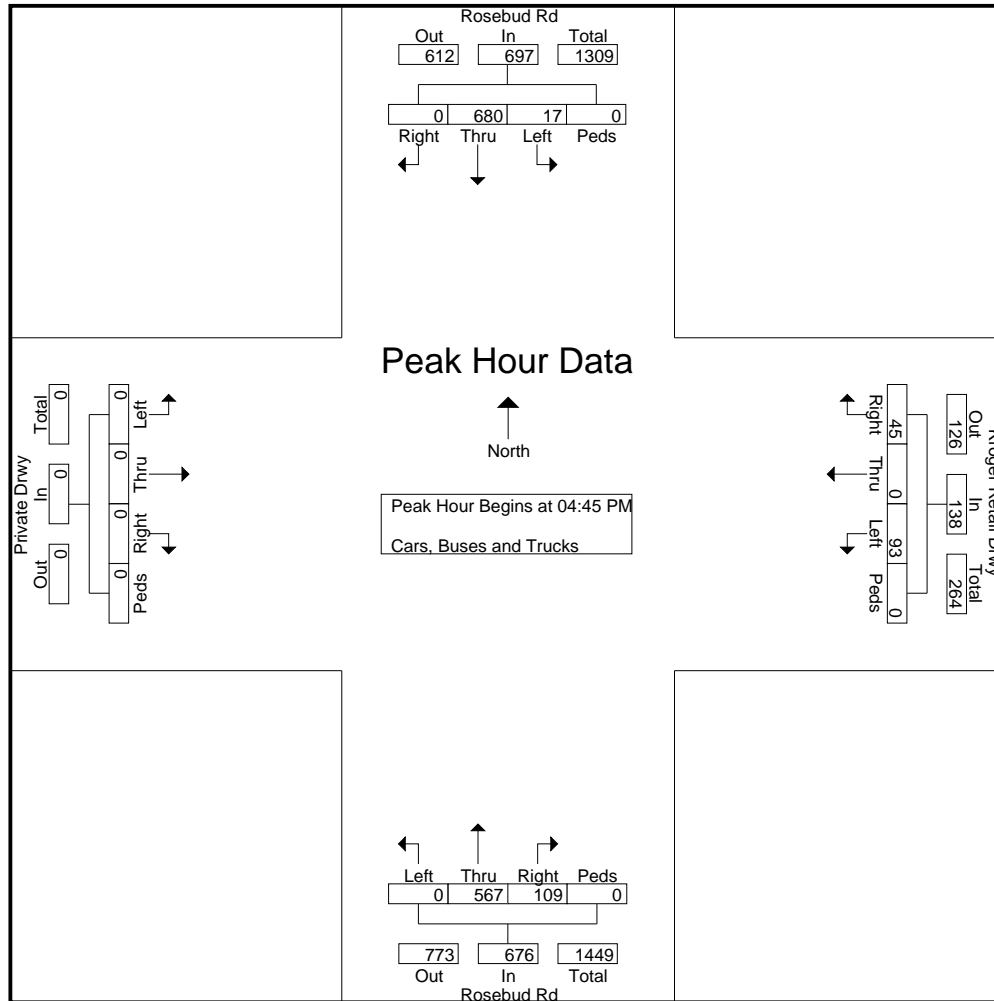 Rosebud Rd
Out In Total
612 697 1309
0 680 17 0
Right Thru Left Peds
Peak Hour Data
North
Peak Hour Begins at 04:45 PM
Cars, Buses and Trucks
Private Drwy
Total In Out
0 0 0
0 0 0 0
Left Thru Right Peds
Right Thru Left Peds
45 0 93 0
126 138 264
Out In Total
Kroger Retail Drwy
Left Thru Right Peds
0 567 109 0
773 676 1449
Out In Total
Rosebud Rd